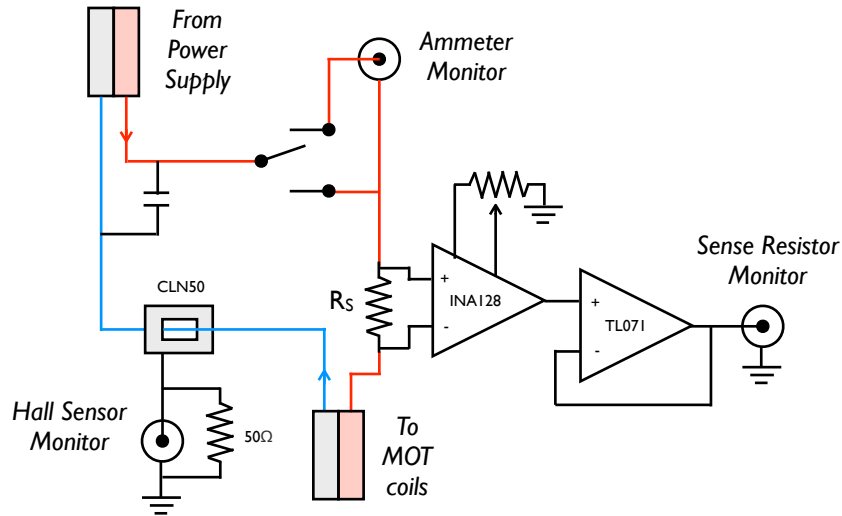 From
Power
Supply
Ammeter
Monitor
CLN50
Rs
+
INA128
-
+
TL071
-
Sense Resistor
Monitor
Hall Sensor
Monitor
50Ω
To
MOT
coils